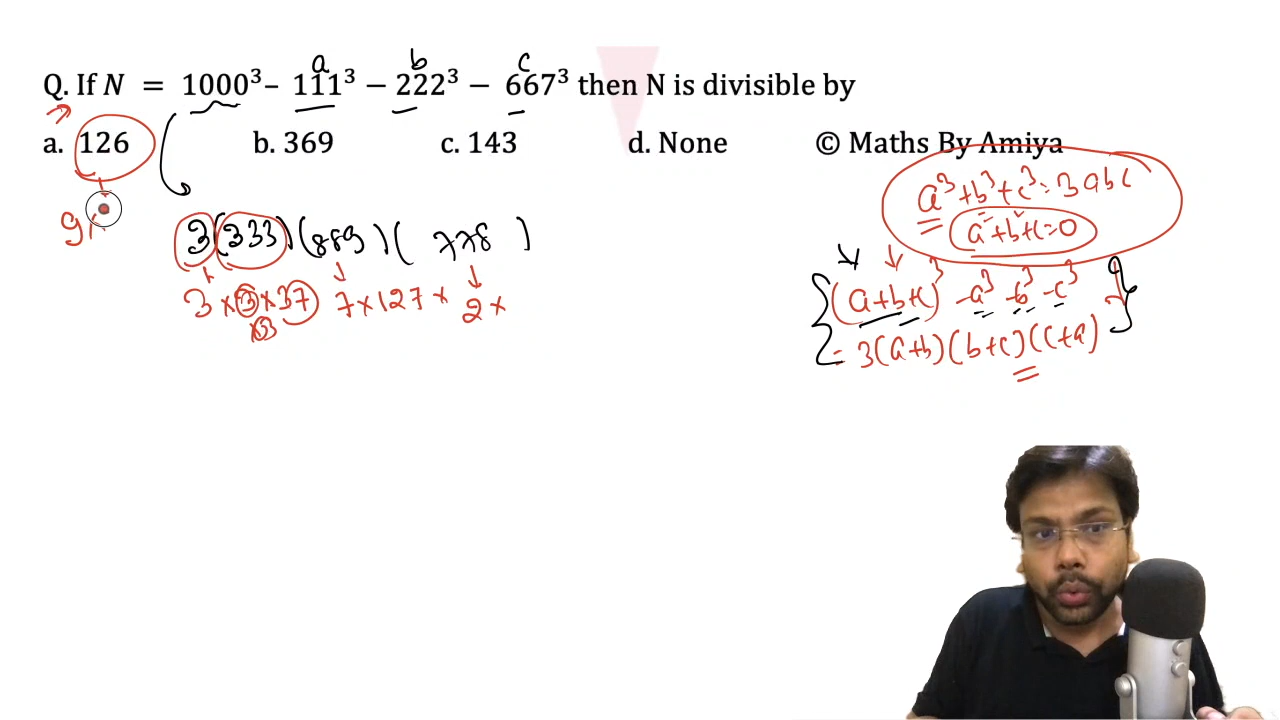 a b c
Q. If N = 1000³– 111³ – 222³ – 667³ then N is divisible by
a. 126 b. 369 c. 143 d. None © Maths By Amiya
a³+b³+c³=3abc
a+b+c=0
3(333)(889)(778)
3×3×37 7×127× 2×
(a+b+c)³-a³-b³-c³
=3(a+b)(b+c)(c+a)